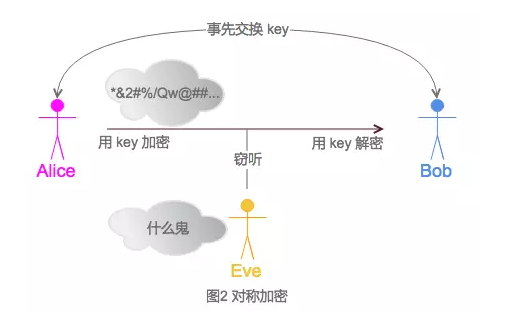 事先交换 key
*&2#%/Qw@##...
用 key 加密
用 key 解密
窃听
Alice
Bob
什么鬼
Eve
图2 对称加密